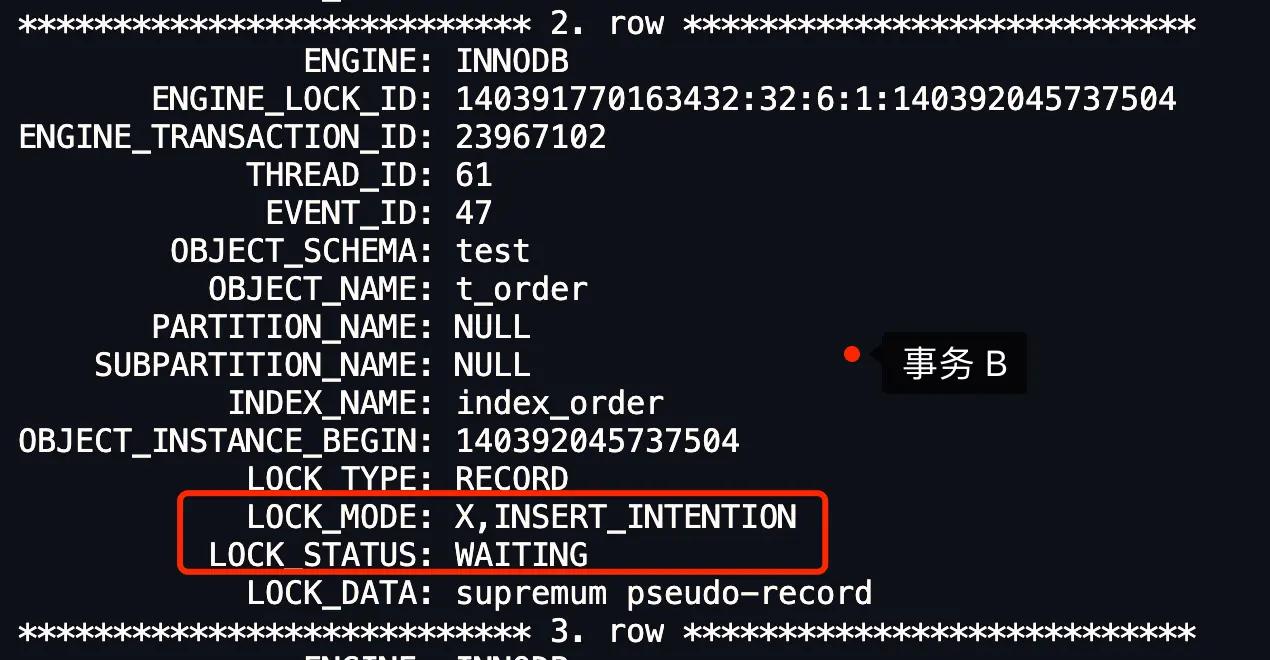 *************************** 2. row ***************************
ENGINE: INNODB
ENGINE_LOCK_ID: 140391770163432:32:6:1:140392045737504
ENGINE_TRANSACTION_ID: 23967102
THREAD_ID: 61
EVENT_ID: 47
OBJECT_SCHEMA: test
OBJECT_NAME: t_order
PARTITION_NAME: NULL
SUBPARTITION_NAME: NULL
事务 B
INDEX_NAME: index_order
OBJECT_INSTANCE_BEGIN: 140392045737504
LOCK_TYPE: RECORD
LOCK_MODE: X,INSERT_INTENTION
LOCK_STATUS: WAITING
LOCK_DATA: supremum pseudo-record
*************************** 3. row ***************************
ENGINE: INNODB